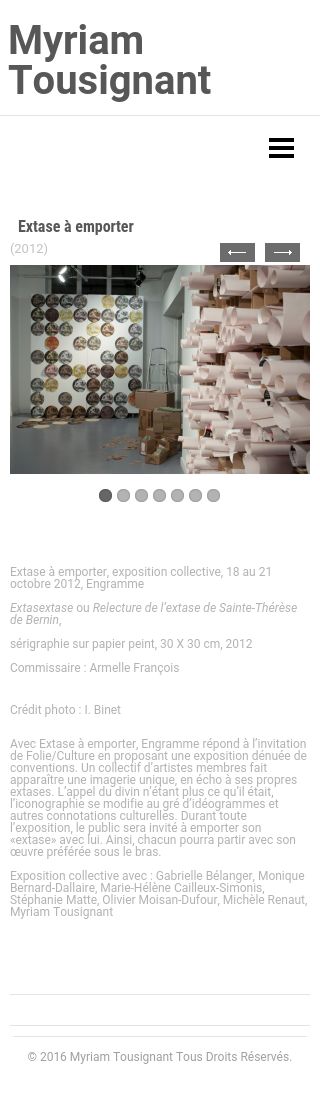 Myriam
Tousignant
Extase à emporter
(2012)
Extase à emporter, exposition collective, 18 au 21
octobre 2012, Engramme
Extasextase ou Relecture de l’extase de Sainte-Thérèse
de Bernin,
sérigraphie sur papier peint, 30 X 30 cm, 2012
Commissaire : Armelle François
Crédit photo : I. Binet
Avec Extase à emporter, Engramme répond à l’invitation
de Folie/Culture en proposant une exposition dénuée de
conventions. Un collectif d’artistes membres fait
apparaître une imagerie unique, en écho à ses propres
extases. L’appel du divin n’étant plus ce qu’il était,
l’iconographie se modifie au gré d’idéogrammes et
autres connotations culturelles. Durant toute
l’exposition, le public sera invité à emporter son
«extase» avec lui. Ainsi, chacun pourra partir avec son
œuvre préférée sous le bras.
Exposition collective avec : Gabrielle Bélanger, Monique
Bernard-Dallaire, Marie-Hélène Cailleux-Simonis,
Stéphanie Matte, Olivier Moisan-Dufour, Michèle Renaut,
Myriam Tousignant
© 2016 Myriam Tousignant Tous Droits Réservés.